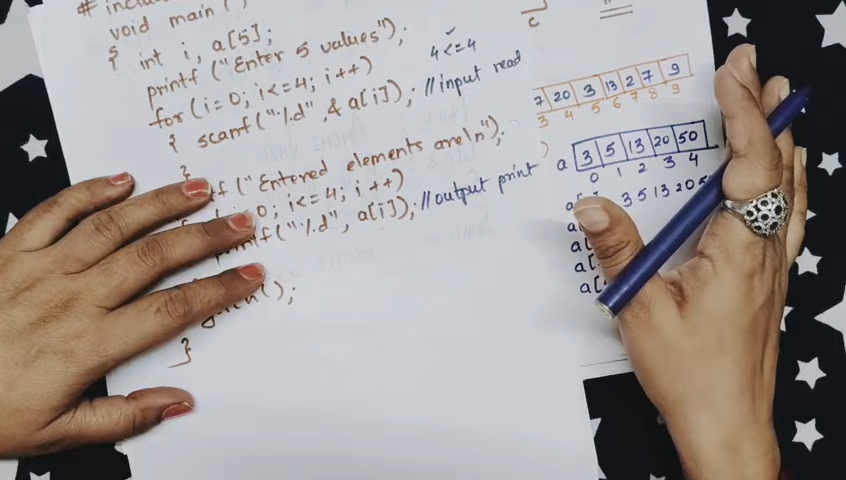 void main
{ int i, a[5];
printf ("Enter 5 values");
for (i=0; i<=4; i++)
{ scanf ("%d", & a[i]); //input read
}
("Entered elements are\n");
0; i<=4; i++)
printf ("%d", a[i]); //output print
();
}
c
4<=4
7 20 3 13 2 7 9
3 4 5 6 7 8 9
a 3 5 13 20 50
0 1 2 3 4
3 5 13 20
a[